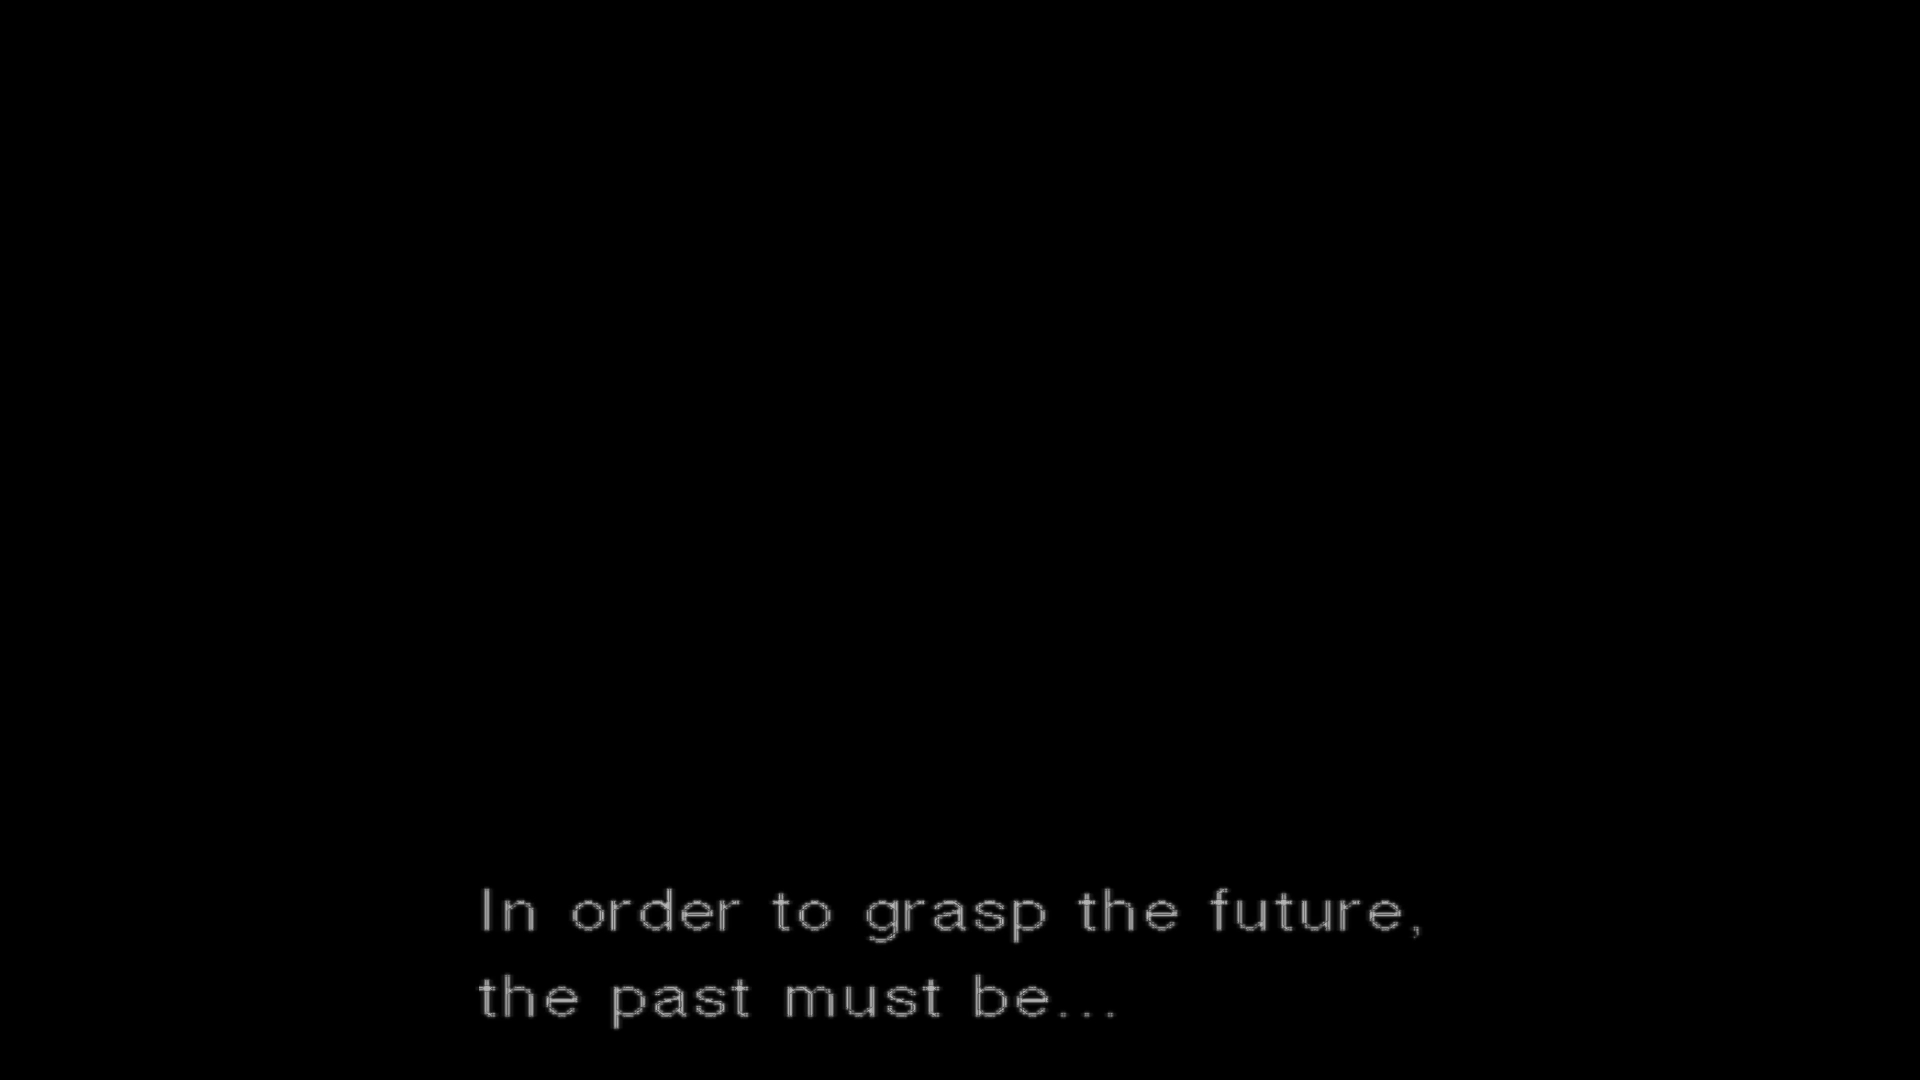 In order to grasp the future,
the past must be...